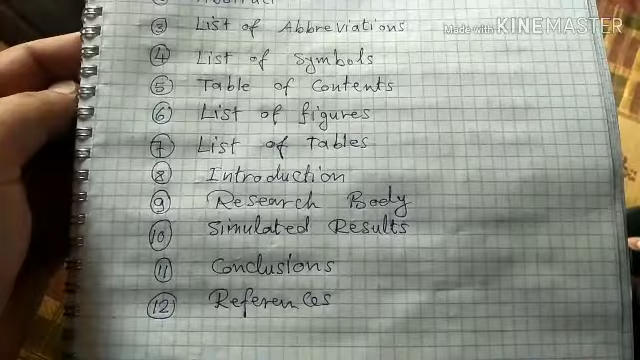 Abstract
③ List of Abbreviations
Made with KINEMASTER
④ List of Symbols
⑤ Table of Contents
⑥ List of figures
⑦ List of Tables
⑧ Introduction
⑨ Research Body
⑩ Simulated Results
⑪ Conclusions
⑫ References